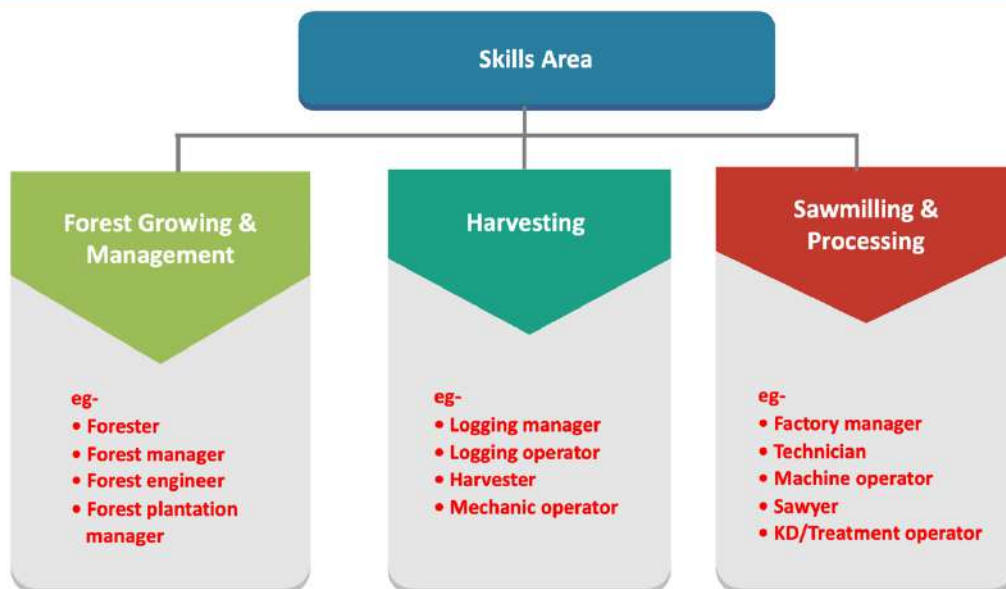 Skills Area
Forest Growing &
Management
eg-
• Forester
• Forest manager
• Forest engineer
• Forest plantation
manager
Harvesting
eg-
• Logging manager
• Logging operator
• Harvester
• Mechanic operator
Sawmilling &
Processing
eg-
• Factory manager
• Technician
• Machine operator
• Sawyer
• KD/Treatment operator